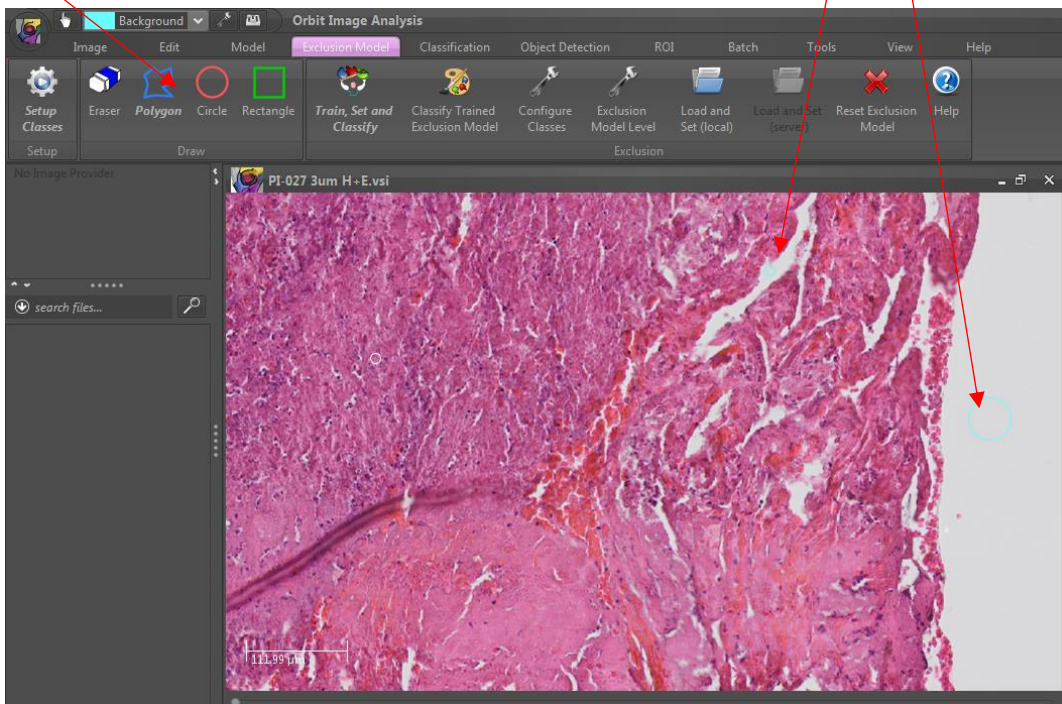 Background Orbit Image Analysis
Image Edit Model Exclusion Model Classification Object Detection ROI Batch Tools View Help
Setup Classes
Eraser
Polygon
Circle
Rectangle
Train, Set and Classify
Classify Trained Exclusion Model
Configure Classes
Exclusion Model Level
Load and Set (local)
Load and Set (server)
Reset Exclusion Model
Help
Setup Draw Exclusion
No Image Provider
PI-027 3um H+E.vsi
search files...
111.99 µm